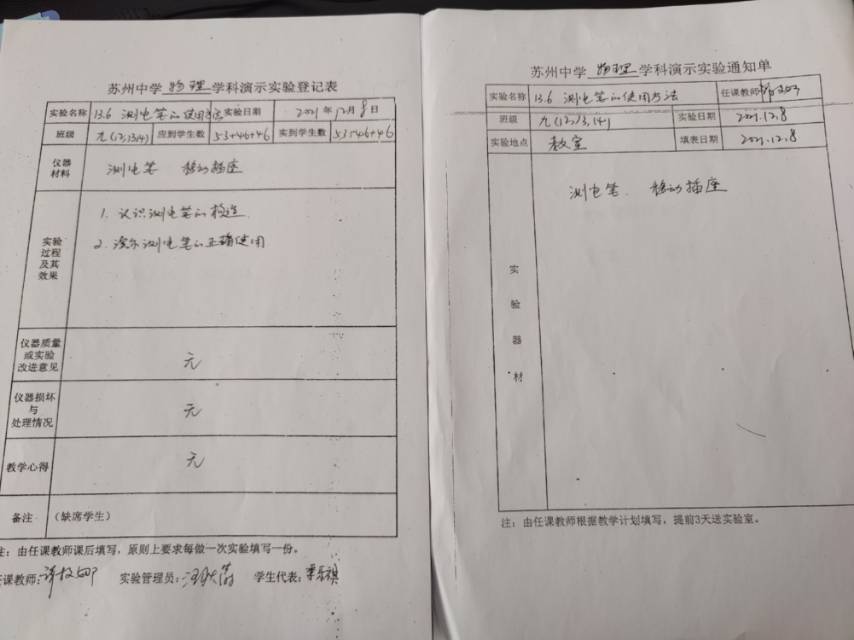 苏州中学 物理 学科演示实验登记表
实验名称 13.6 测电笔的使用方法 实验日期 2021年12月8日
班级 九(12,13,14) 应到学生数 53+46+46 实到学生数 53+46+46
仪器材料 测电笔 移动插座
实验过程及其效果
1. 认识测电笔的构造
2. 演示测电笔的正确使用
仪器质量或实验改进意见 无
仪器损坏与处理情况 无
教学心得 无
备注 (缺席学生)
注：由任课教师课后填写，原则上要求每做一次实验填写一份。
任课教师: 实验管理员: 学生代表:
苏州中学 物理 学科演示实验通知单
实验名称 13.6 测电笔的使用方法 任课教师
班级 九(12,13,14) 实验日期 2021.12.8
实验地点 教室 填表日期 2021.12.8
实验器材 测电笔、移动插座
注：由任课教师根据教学计划填写，提前3天送实验室。